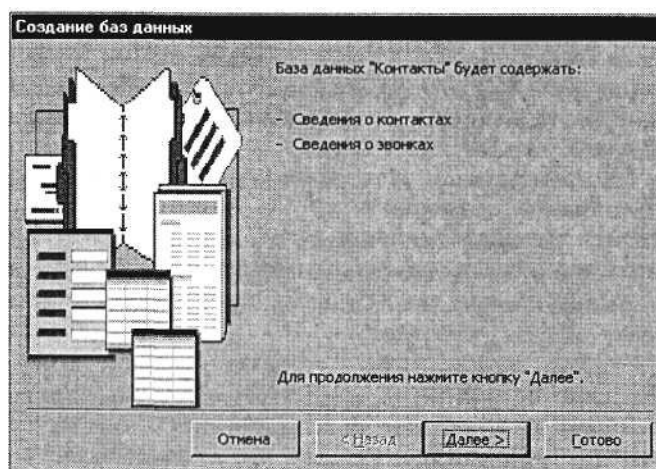 Создание баз данных
База данных "Контакты" будет содержать:
- Сведения о контактах
- Сведения о звонках
Для продолжения нажмите кнопку "Далее".
Отмена
< Назад
Далее >
Готово